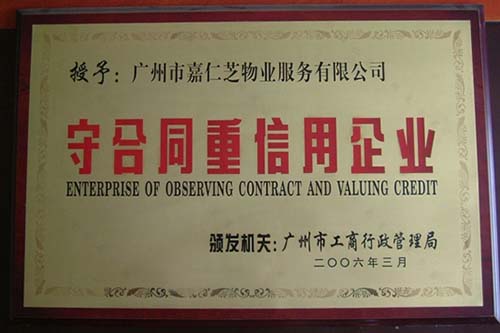 授予：广州市嘉仁芝物业服务有限公司
守合同重信用企业
ENTERPRISE OF OBSERVING CONTRACT AND VALUING CREDIT
颁发机关：广州市工商行政管理局
二〇〇六年三月